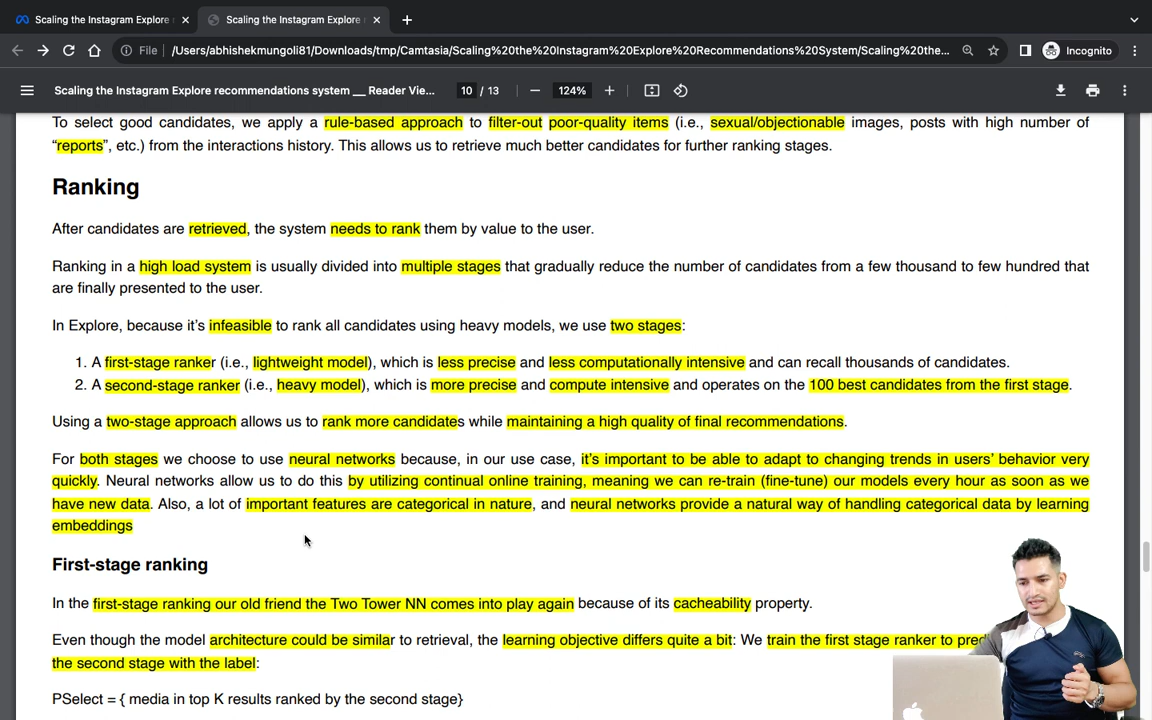 Scaling the Instagram Explore
Scaling the Instagram Explore
File
/Users/abhishekmungoli81/Downloads/tmp/Camtasia/Scaling%20the%20Instagram%20Explore%20Recommendations%20System/Scaling%20the...
Incognito
Scaling the Instagram Explore recommendations system __ Reader Vie...
10 / 13
124%
To select good candidates, we apply a rule-based approach to filter-out poor-quality items (i.e., sexual/objectionable images, posts with high number of
“reports”, etc.) from the interactions history. This allows us to retrieve much better candidates for further ranking stages.
Ranking
After candidates are retrieved, the system needs to rank them by value to the user.
Ranking in a high load system is usually divided into multiple stages that gradually reduce the number of candidates from a few thousand to few hundred that
are finally presented to the user.
In Explore, because it’s infeasible to rank all candidates using heavy models, we use two stages:
1. A first-stage ranker (i.e., lightweight model), which is less precise and less computationally intensive and can recall thousands of candidates.
2. A second-stage ranker (i.e., heavy model), which is more precise and compute intensive and operates on the 100 best candidates from the first stage.
Using a two-stage approach allows us to rank more candidates while maintaining a high quality of final recommendations.
For both stages we choose to use neural networks because, in our use case, it’s important to be able to adapt to changing trends in users’ behavior very
quickly. Neural networks allow us to do this by utilizing continual online training, meaning we can re-train (fine-tune) our models every hour as soon as we
have new data. Also, a lot of important features are categorical in nature, and neural networks provide a natural way of handling categorical data by learning
embeddings
First-stage ranking
In the first-stage ranking our old friend the Two Tower NN comes into play again because of its cacheability property.
Even though the model architecture could be similar to retrieval, the learning objective differs quite a bit: We train the first stage ranker to
the second stage with the label:
PSelect = { media in top K results ranked by the second stage}